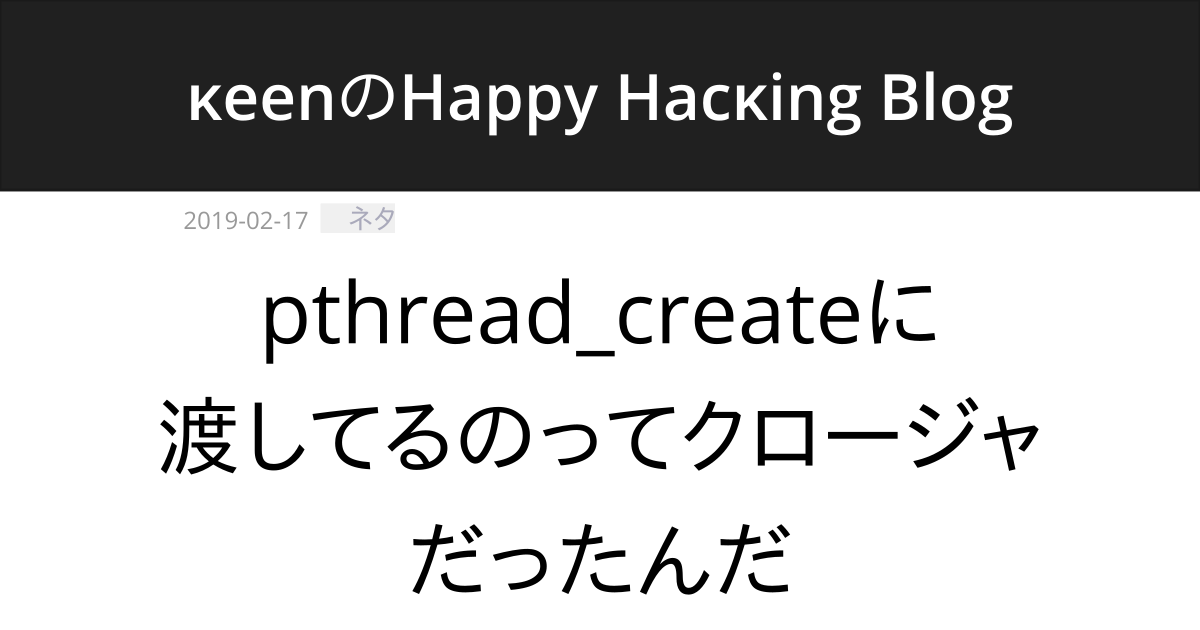 κeenのHappy Hacκing Blog
2019-02-17 ネタ
pthread_createに
渡してるのってクロージャ
だったんだ